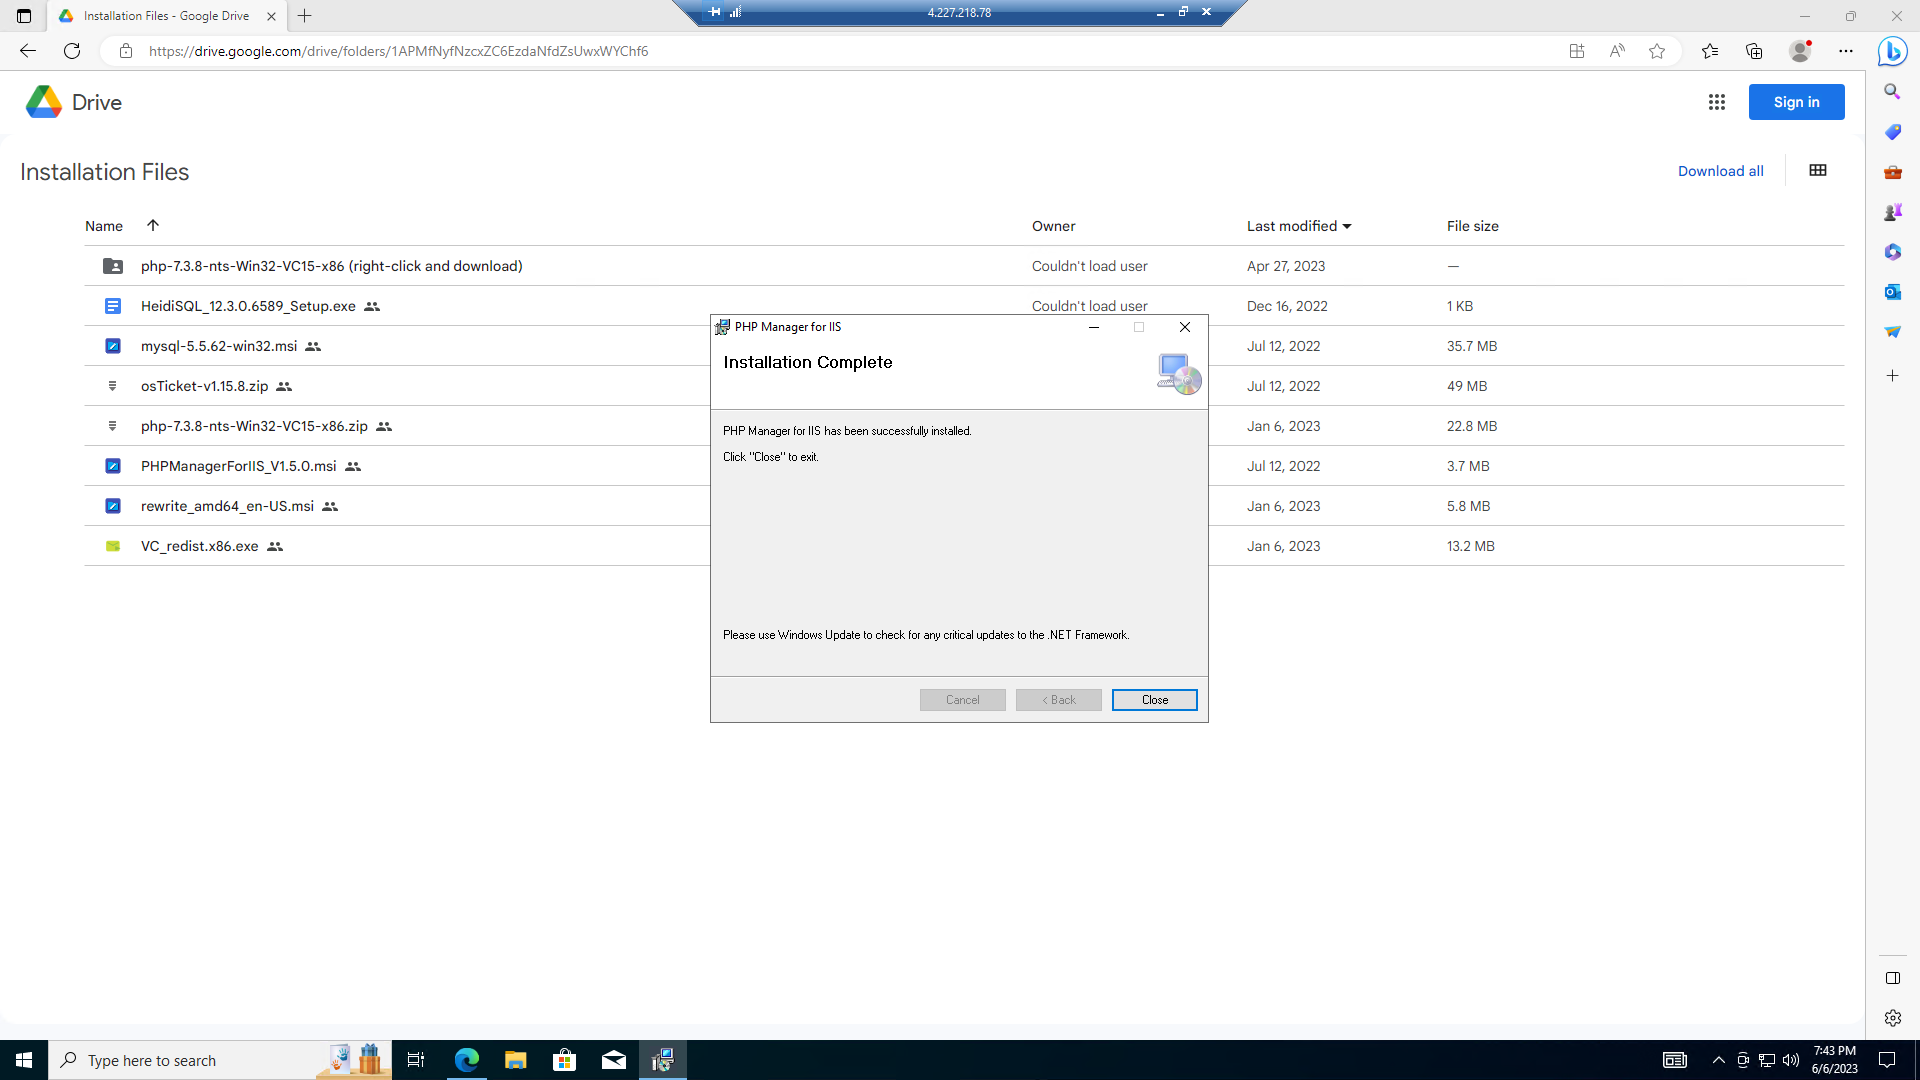 Installation Files - Google Drive
4.227.218.78
https://drive.google.com/drive/folders/1APMfNyfNzcxZC6EzdaNfdZsUwxWYChf6
Drive
Sign in
Installation Files
Download all
Name Owner Last modified File size
php-7.3.8-nts-Win32-VC15-x86 (right-click and download) Couldn't load user Apr 27, 2023 —
HeidiSQL_12.3.0.6589_Setup.exe Couldn't load user Dec 16, 2022 1 KB
mysql-5.5.62-win32.msi Jul 12, 2022 35.7 MB
osTicket-v1.15.8.zip Jul 12, 2022 49 MB
php-7.3.8-nts-Win32-VC15-x86.zip Jan 6, 2023 22.8 MB
PHPManagerForIIS_V1.5.0.msi Jul 12, 2022 3.7 MB
rewrite_amd64_en-US.msi Jan 6, 2023 5.8 MB
VC_redist.x86.exe Jan 6, 2023 13.2 MB
PHP Manager for IIS
Installation Complete
PHP Manager for IIS has been successfully installed.
Click "Close" to exit.
Please use Windows Update to check for any critical updates to the .NET Framework.
Cancel < Back Close
Type here to search
7:43 PM
6/6/2023